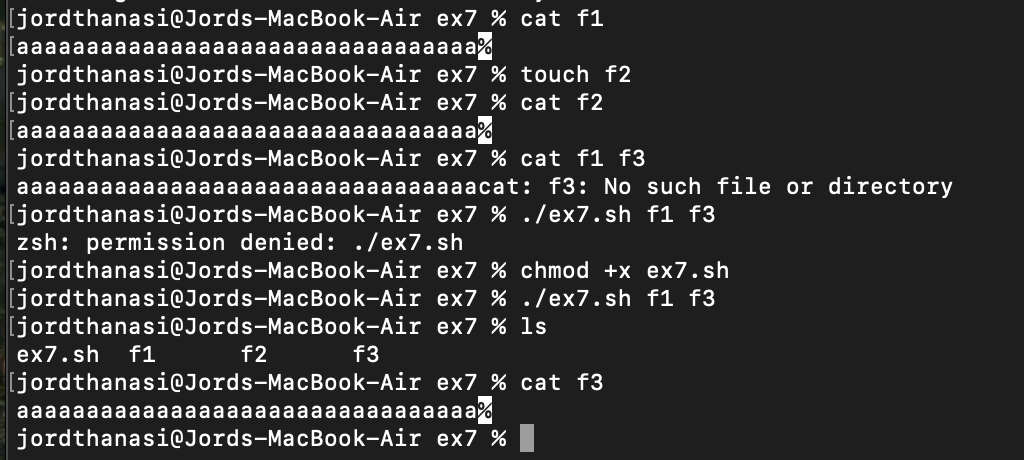 [jordthanasi@Jords-MacBook-Air ex7 % cat f1
[aaaaaaaaaaaaaaaaaaaaaaaaaaaaaaaaa%
jordthanasi@Jords-MacBook-Air ex7 % touch f2
[jordthanasi@Jords-MacBook-Air ex7 % cat f2
[aaaaaaaaaaaaaaaaaaaaaaaaaaaaaaaaa%
jordthanasi@Jords-MacBook-Air ex7 % cat f1 f3
aaaaaaaaaaaaaaaaaaaaaaaaaaaaaaaaacat: f3: No such file or directory
[jordthanasi@Jords-MacBook-Air ex7 % ./ex7.sh f1 f3
zsh: permission denied: ./ex7.sh
[jordthanasi@Jords-MacBook-Air ex7 % chmod +x ex7.sh
[jordthanasi@Jords-MacBook-Air ex7 % ./ex7.sh f1 f3
[jordthanasi@Jords-MacBook-Air ex7 % ls
ex7.sh  f1      f2      f3
[jordthanasi@Jords-MacBook-Air ex7 % cat f3
aaaaaaaaaaaaaaaaaaaaaaaaaaaaaaaaa%
jordthanasi@Jords-MacBook-Air ex7 %